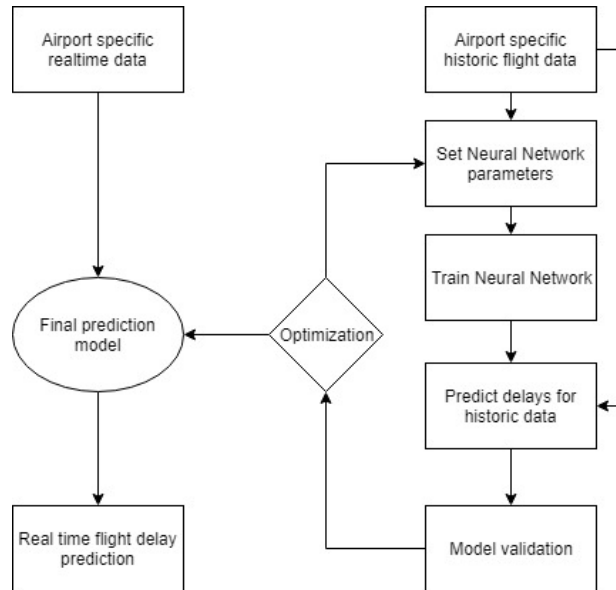 Airport specific
realtime data
Airport specific
historic flight data
Set Neural Network
parameters
Train Neural Network
Final prediction
model
Optimization
Predict delays for
historic data
Real time flight delay
prediction
Model validation